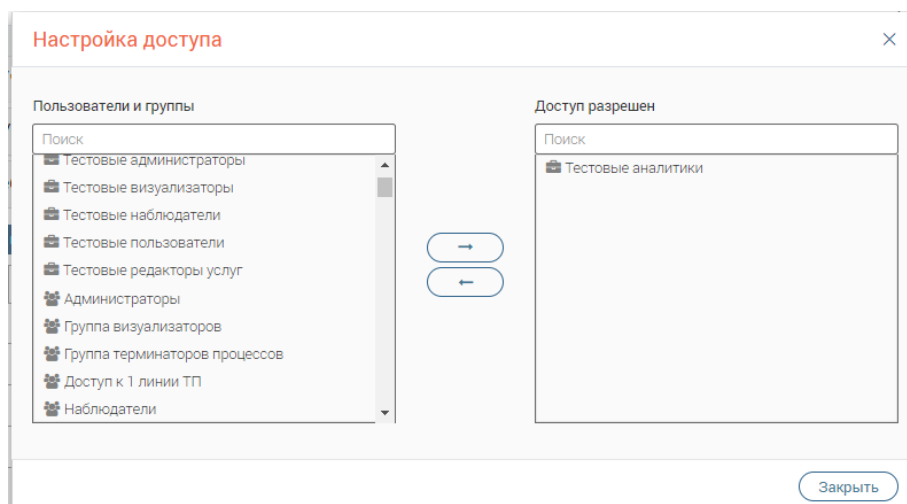 Настройка доступа
Пользователи и группы
Поиск
Тестовые администраторы
Тестовые визуализаторы
Тестовые наблюдатели
Тестовые пользователи
Тестовые редакторы услуг
Администраторы
Группа визуализаторов
Группа терминаторов процессов
Доступ к 1 линии ТП
Наблюдатели
Доступ разрешен
Поиск
Тестовые аналитики
Закрыть